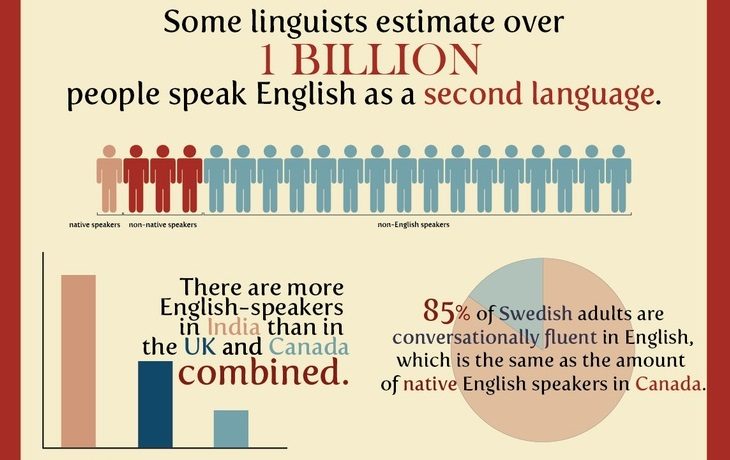 Some linguists estimate over
1 BILLION
people speak English as a second language.
native speakers non-native speakers non-English speakers
There are more
English-speakers
in India than in
the UK and Canada
combined.
85% of Swedish adults are
conversationally fluent in English,
which is the same as the amount
of native English speakers in Canada.